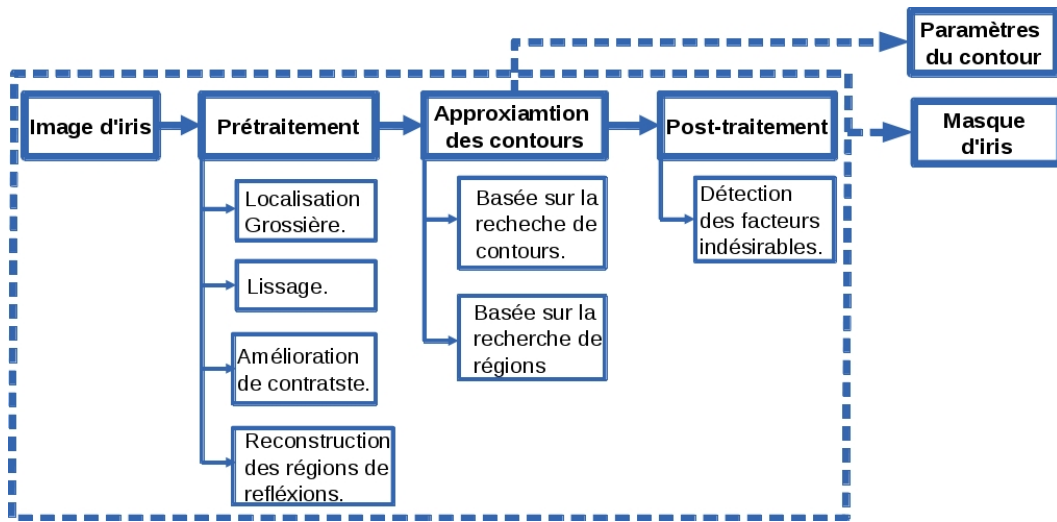 Paramètres
du contour
Image d'iris
Prétraitement
Approxiamtion
des contours
Post-traitement
Masque
d'iris
Localisation
Grossière.
Lissage.
Amélioration
de contratste.
Reconstruction
des régions de
refléxions.
Basée sur la
recheche de
contours.
Basée sur la
recherche de
régions
Détection
des facteurs
indésirables.